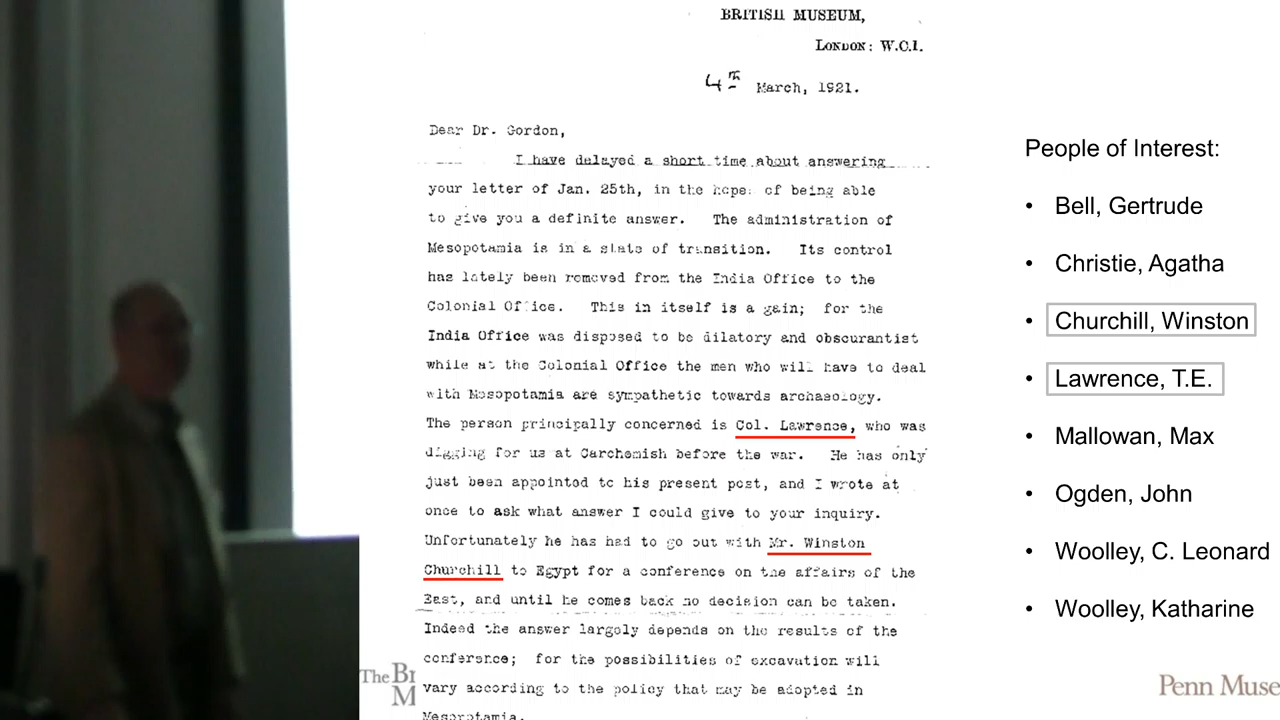 BRITISH MUSEUM,
LONDON: W.C.1.
4TH March, 1921.
Dear Dr. Gordon,
I have delayed a short time about answering
your letter of Jan. 25th, in the hope of being able
to give you a definite answer. The administration of
Mesopotamia is in a state of transition. Its control
has lately been removed from the India Office to the
Colonial Office. This in itself is a gain; for the
India Office was disposed to be dilatory and obscurantist
while at the Colonial Office the men who will have to deal
with Mesopotamia are sympathetic towards archaeology.
The person principally concerned is Col. Lawrence, who was
digging for us at Carchemish before the war. He has only
just been appointed to his present post, and I wrote at
once to ask what answer I could give to your inquiry.
Unfortunately he has had to go out with Mr. Winston
Churchill to Egypt for a conference on the affairs of the
East, and until he comes back no decision can be taken.
Indeed the answer largely depends on the results of the
conference; for the possibilities of excavation will
vary according to the policy that may be adopted in
Mesopotamia.
People of Interest:
• Bell, Gertrude
• Christie, Agatha
• Churchill, Winston
• Lawrence, T.E.
• Mallowan, Max
• Ogden, John
• Woolley, C. Leonard
• Woolley, Katharine
The Br
M
Penn Muse